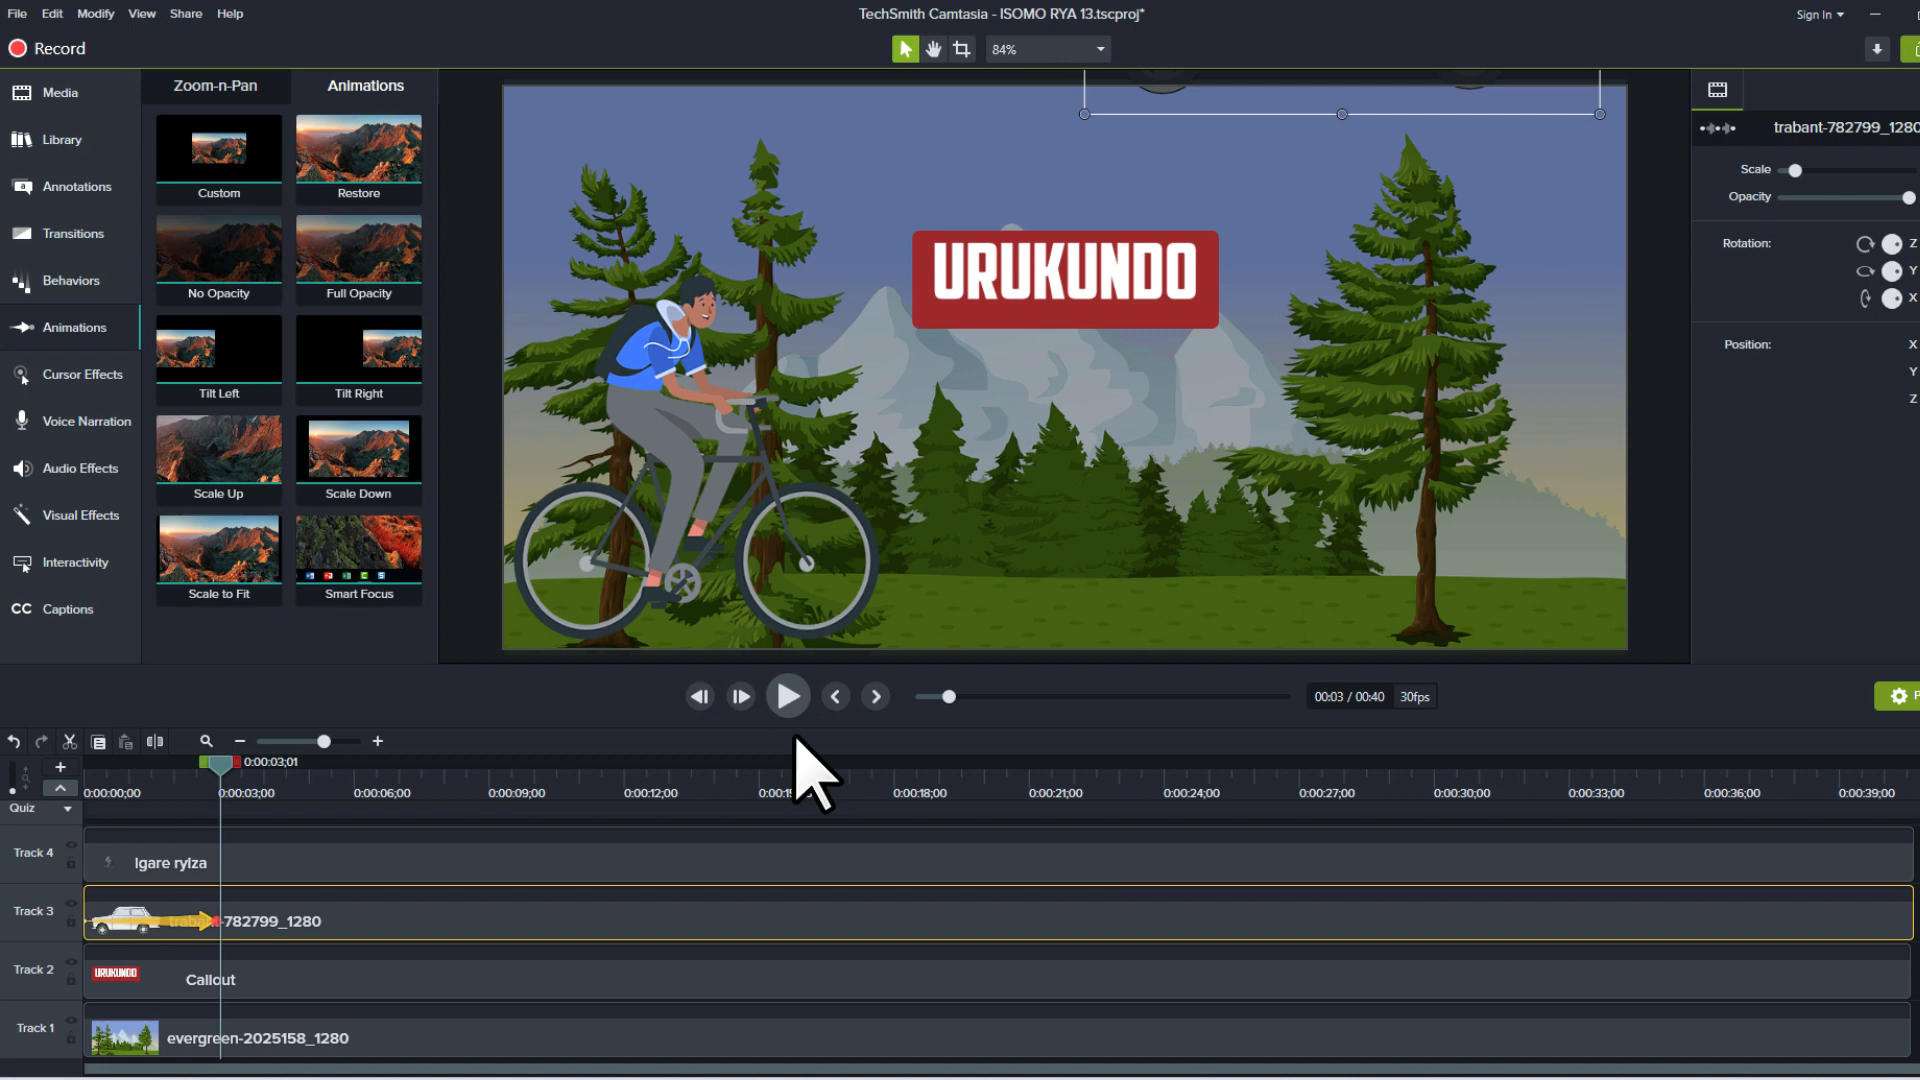 File Edit Modify View Share Help
TechSmith Camtasia - ISOMO RYA 13.tscproj*
Sign In
Record
84%
Media
Library
Annotations
Transitions
Behaviors
Animations
Cursor Effects
Voice Narration
Audio Effects
Visual Effects
Interactivity
CC Captions
Zoom-n-Pan Animations
Custom Restore
No Opacity Full Opacity
Tilt Left Tilt Right
Scale Up Scale Down
Scale to Fit Smart Focus
URUKUNDO
trabant-782799_1280
Scale
Opacity
Rotation: Z
Y
X
Position: X
Y
Z
00:03 / 00:40 30fps
P
0:00:03;01
0:00:00;00 0:00:03;00 0:00:06;00 0:00:09;00 0:00:12;00 0:00:18;00 0:00:21;00 0:00:24;00 0:00:27;00 0:00:30;00 0:00:33;00 0:00:36;00 0:00:39;00
Quiz
Track 4 Igare ryIza
Track 3 trabant-782799_1280
Track 2 URUKUNDO Callout
Track 1 evergreen-2025158_1280